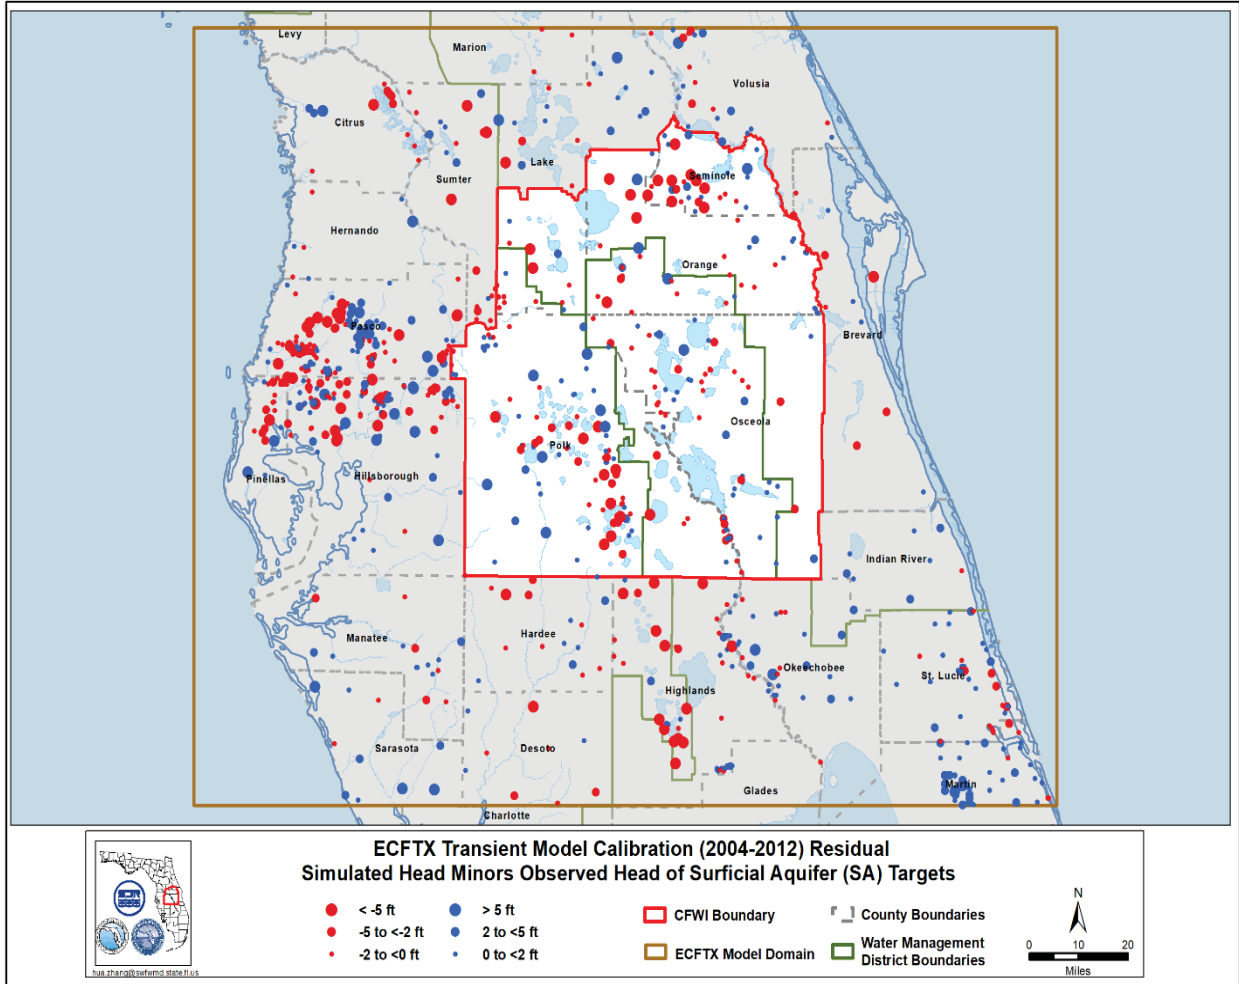 Levy
Marion
Volusia
Citrus
Lake
Sumter
Seminole
Hernando
Orange
Pasco
Brevard
Osceola
Polk
Pinellas
Hillsborough
Indian River
Manatee
Hardee
Okeechobee
St. Lucie
Highlands
Sarasota
Desoto
Martin
Glades
Charlotte
ECFTX Transient Model Calibration (2004-2012) Residual
Simulated Head Minors Observed Head of Surficial Aquifer (SA) Targets
< -5 ft
> 5 ft
CFWI Boundary
County Boundaries
-5 to <-2 ft
2 to <5 ft
-2 to <0 ft
0 to <2 ft
ECFTX Model Domain
Water Management
District Boundaries
N
0 10 20
Miles
hua.zhang@swfwmd.state.fl.us